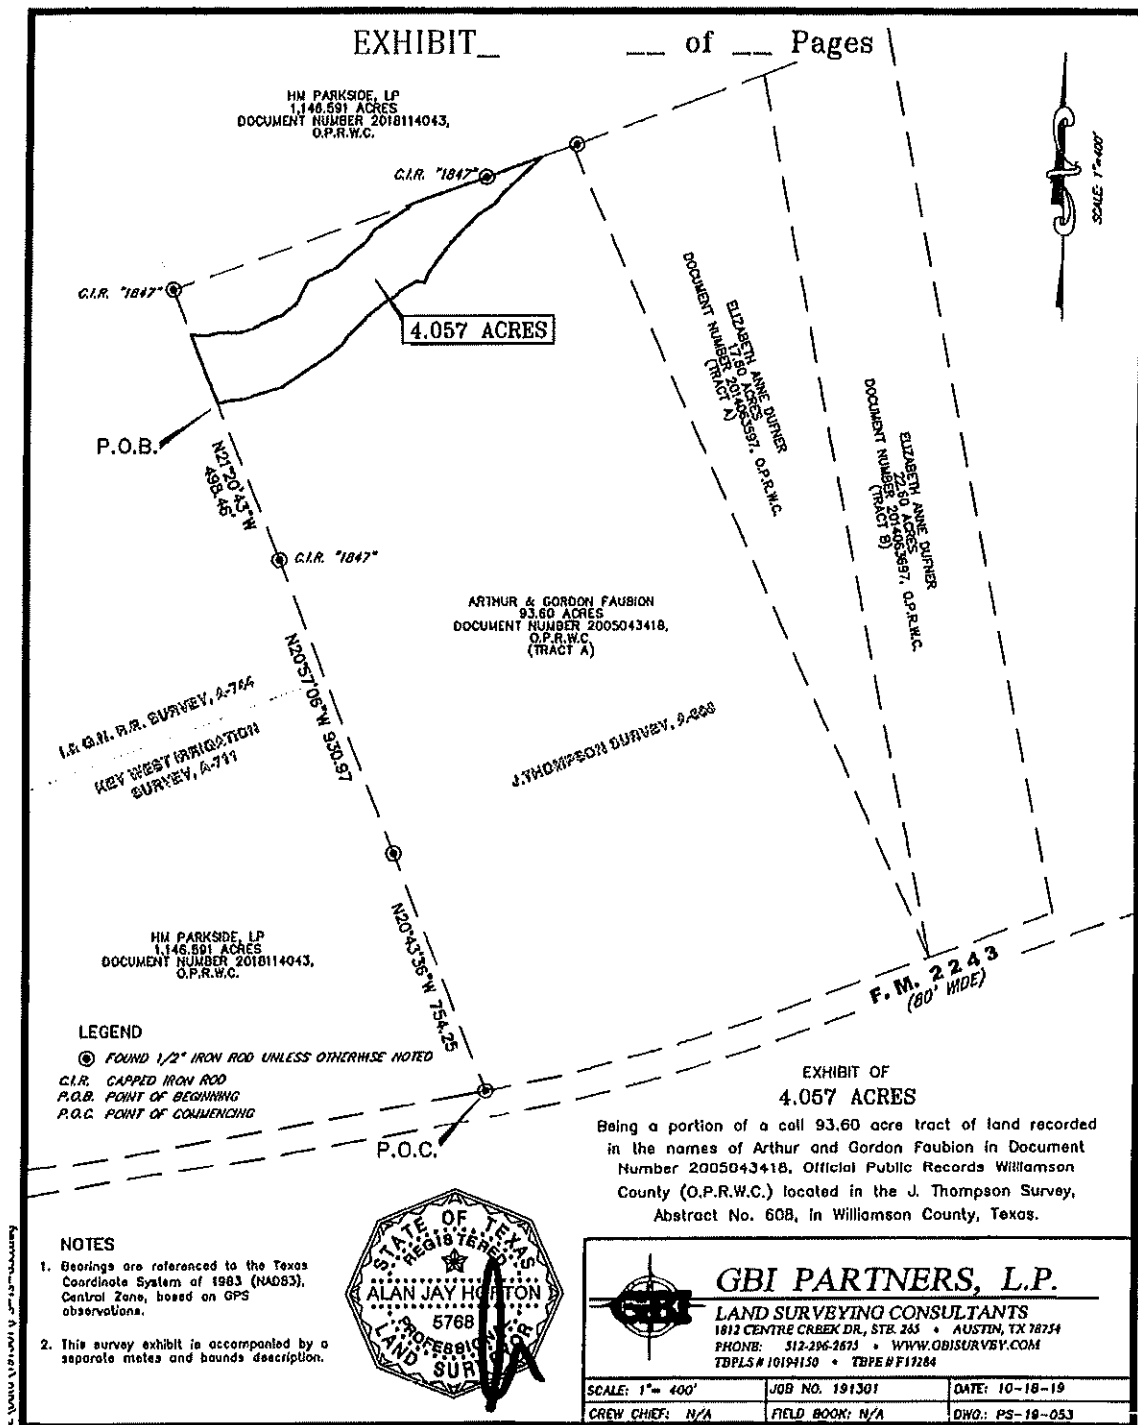 EXHIBIT_ __ of __ Pages
HM PARKSIDE, LP
1,146.591 ACRES
DOCUMENT NUMBER 2018114043,
O.P.R.W.C.
C.I.R. "1847"
SCALE: 1"=400'
C.I.R. "1847"
4.057 ACRES
P.O.B.
N21°20'43"W
498.46'
C.I.R. "1847"
ELIZABETH ANNE DUFNER
17.60 ACRES
DOCUMENT NUMBER 2014063697, O.P.R.W.C.
(TRACT A)
ELIZABETH ANNE DUFNER
22.60 ACRES
DOCUMENT NUMBER 2014063697, O.P.R.W.C.
(TRACT B)
ARTHUR & GORDON FAUBION
93.60 ACRES
DOCUMENT NUMBER 2005043418,
O.P.R.W.C.
(TRACT A)
N20°57'06"W 930.97
I.& G.N. R.R. SURVEY, A-744
KEY WEST IRRIGATION
SURVEY, A-711
J.THOMPSON SURVEY, A-608
HM PARKSIDE, LP
1,146.591 ACRES
DOCUMENT NUMBER 2018114043,
O.P.R.W.C.
N20°43'36"W 754.25
F. M. 2243
(80' WIDE)
LEGEND
FOUND 1/2" IRON ROD UNLESS OTHERWISE NOTED
C.I.R. CAPPED IRON ROD
P.O.B. POINT OF BEGINNING
P.O.C. POINT OF COMMENCING
P.O.C.
EXHIBIT OF
4.057 ACRES
Being a portion of a call 93.60 acre tract of land recorded
in the names of Arthur and Gordon Faubion in Document
Number 2005043418, Official Public Records Williamson
County (O.P.R.W.C.) located in the J. Thompson Survey,
Abstract No. 608, in Williamson County, Texas.
NOTES
1. Bearings are referenced to the Texas
Coordinate System of 1983 (NAD83),
Central Zone, based on GPS
observations.
2. This survey exhibit is accompanied by a
separate metes and bounds description.
STATE OF TEXAS
REGISTERED
ALAN JAY HORTON
5768
PROFESSIONAL
LAND SURVEYOR
GBI
GBI PARTNERS, L.P.
LAND SURVEYING CONSULTANTS
1812 CENTRE CREEK DR., STE. 265 • AUSTIN, TX 78754
PHONE: 512-296-2675 • WWW.GBISURVEY.COM
TBPLS # 10194150 • TBPE # F17284
SCALE: 1"= 400' JOB NO. 191301 DATE: 10-18-19
CREW CHIEF: N/A FIELD BOOK: N/A DWG.: PS-19-053